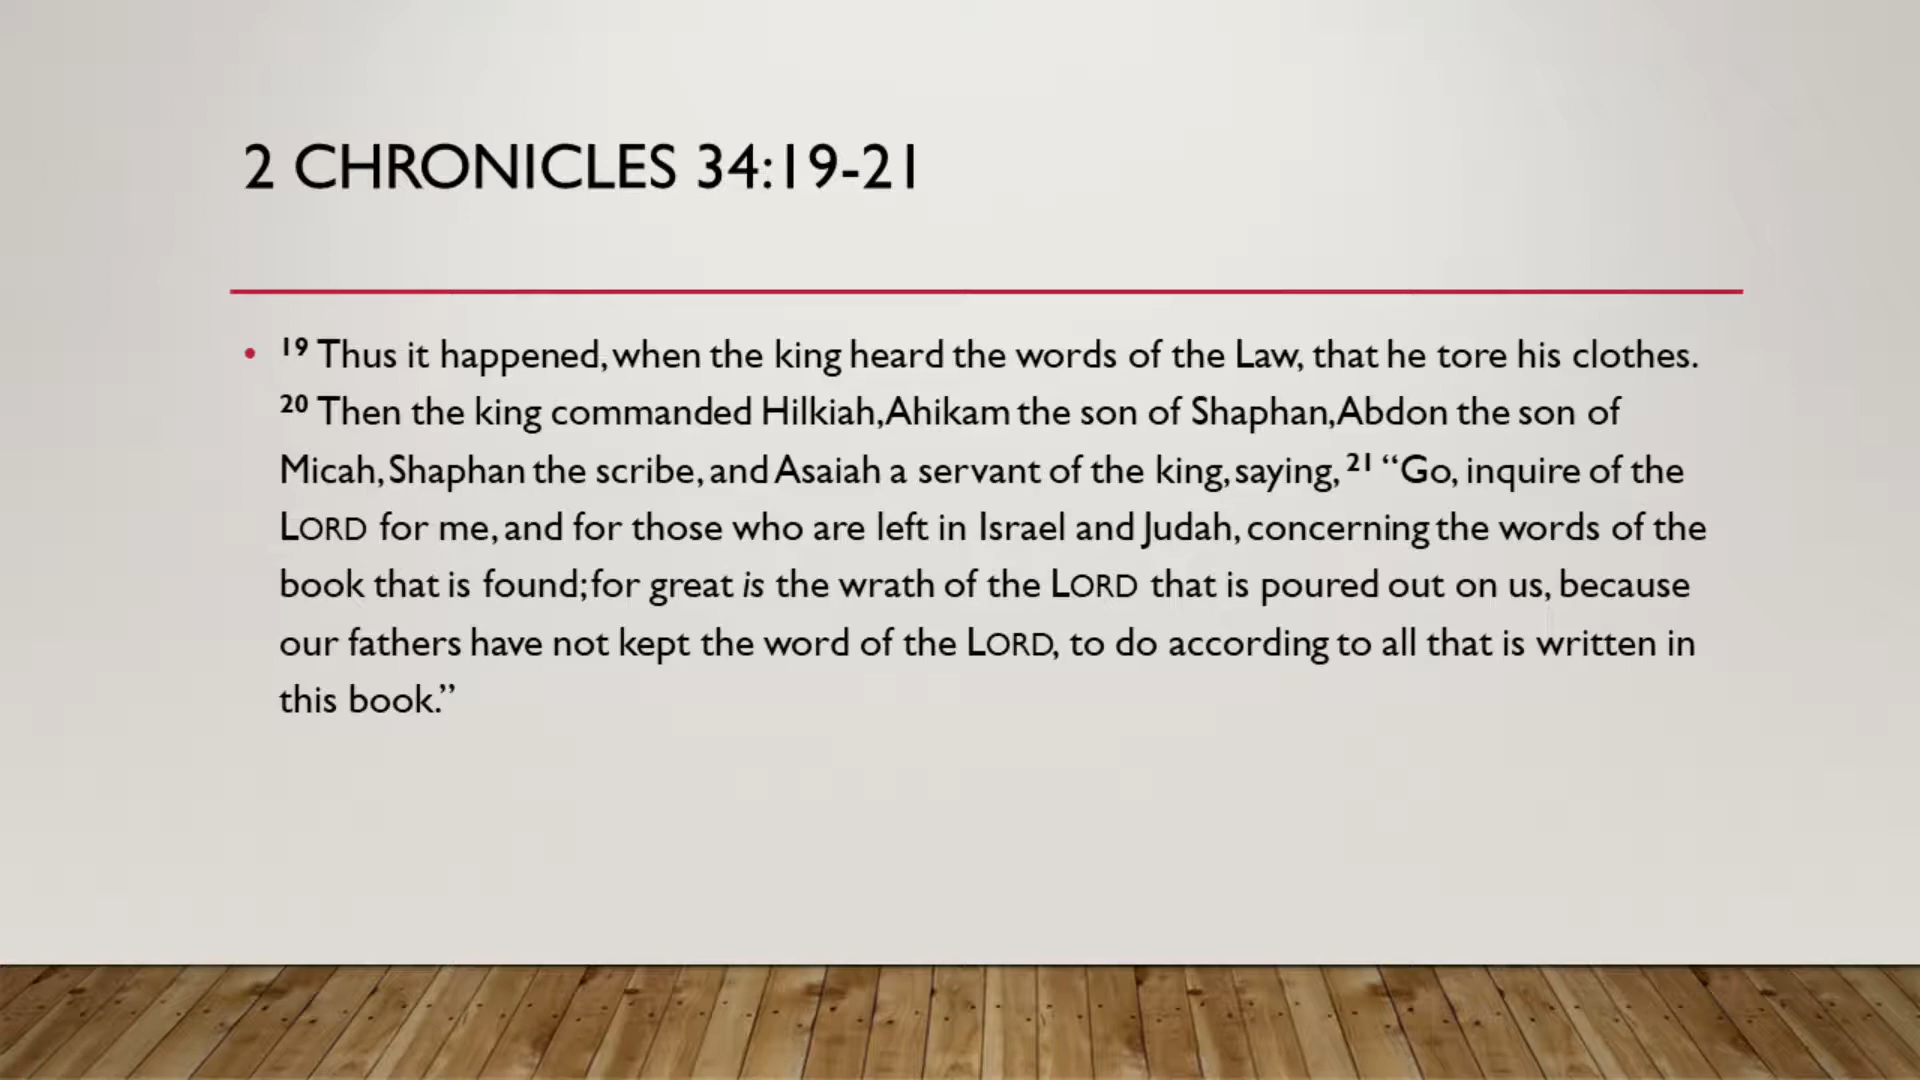 2 CHRONICLES 34:19-21
• 19 Thus it happened, when the king heard the words of the Law, that he tore his clothes.
20 Then the king commanded Hilkiah, Ahikam the son of Shaphan, Abdon the son of
Micah, Shaphan the scribe, and Asaiah a servant of the king, saying, 21 “Go, inquire of the
LORD for me, and for those who are left in Israel and Judah, concerning the words of the
book that is found; for great is the wrath of the LORD that is poured out on us, because
our fathers have not kept the word of the LORD, to do according to all that is written in
this book.”